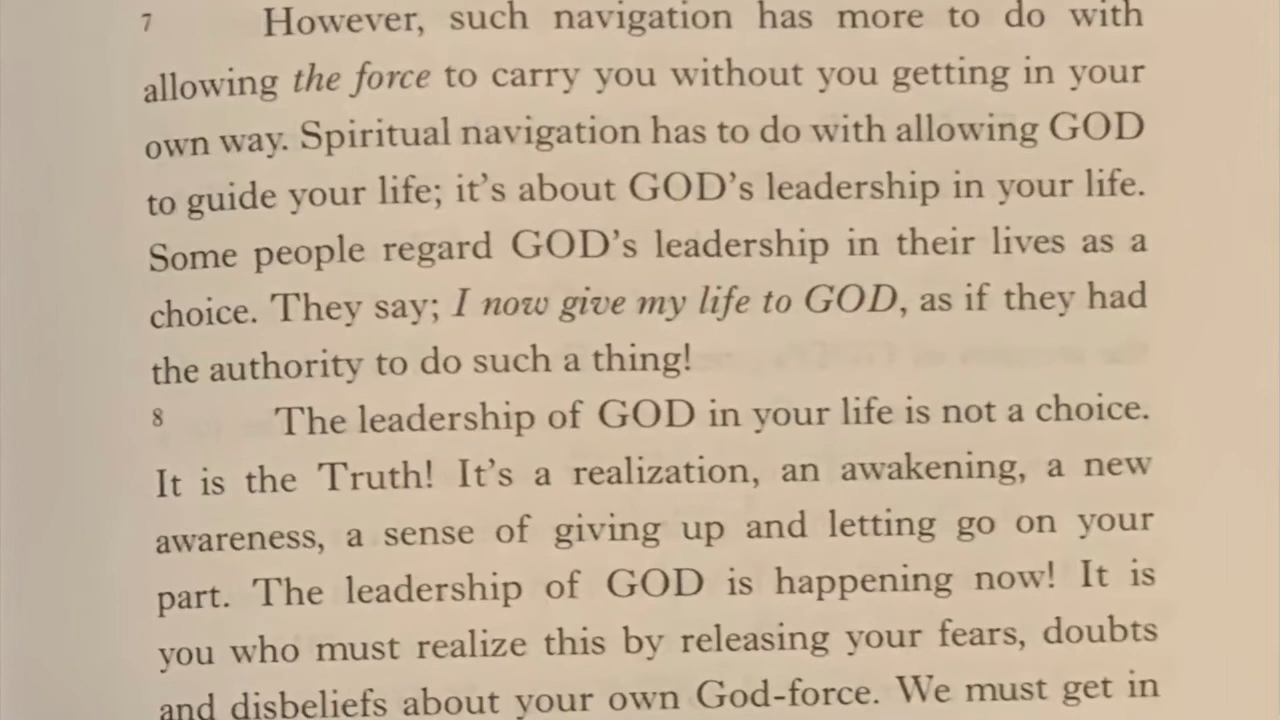 7 However, such navigation has more to do with
allowing the force to carry you without you getting in your
own way. Spiritual navigation has to do with allowing GOD
to guide your life; it’s about GOD’s leadership in your life.
Some people regard GOD’s leadership in their lives as a
choice. They say; I now give my life to GOD, as if they had
the authority to do such a thing!
8 The leadership of GOD in your life is not a choice.
It is the Truth! It’s a realization, an awakening, a new
awareness, a sense of giving up and letting go on your
part. The leadership of GOD is happening now! It is
you who must realize this by releasing your fears, doubts
and disbeliefs about your own God-force. We must get in